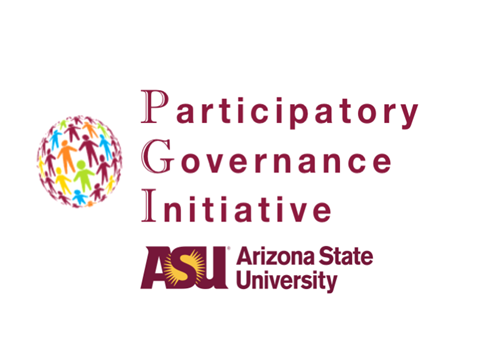 Participatory
Governance
Initiative
ASU Arizona State
University